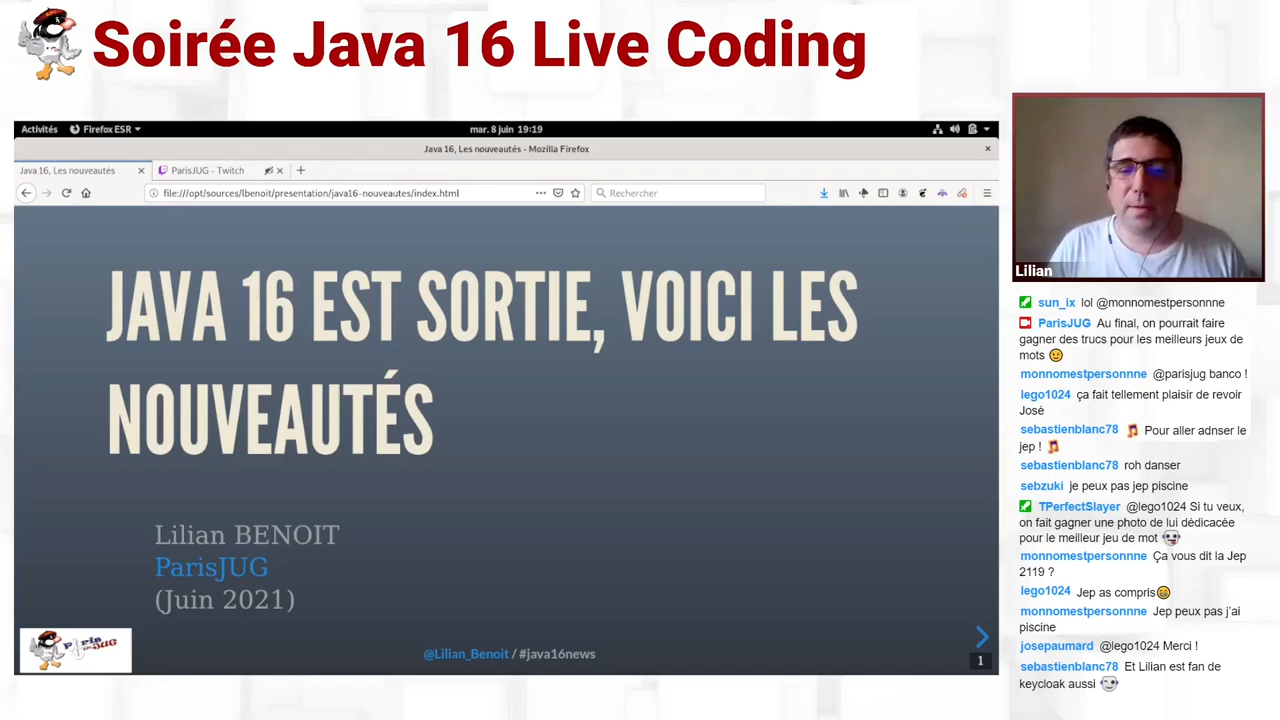 Soirée Java 16 Live Coding
Activités Firefox ESR mar. 8 juin 19:19
Java 16, Les nouveautés - Mozilla Firefox
Java 16, Les nouveautés ParisJUG - Twitch
file:///opt/sources/lbenoit/presentation/java16-nouveautes/index.html Rechercher
JAVA 16 EST SORTIE, VOICI LES
NOUVEAUTÉS
Lilian BENOIT
ParisJUG
(Juin 2021)
Paris JUG
@Lilian_Benoit / #java16news
1
Lilian
sun_ix lol @monnomestpersonnne
ParisJUG Au final, on pourrait faire
gagner des trucs pour les meilleurs jeux de
mots
monnomestpersonnne @parisjug banco !
lego1024 ça fait tellement plaisir de revoir
José
sebastienblanc78 Pour aller adnser le
jep !
sebastienblanc78 roh danser
sebzuki je peux pas jep piscine
TPerfectSlayer @lego1024 Si tu veux,
on fait gagner une photo de lui dédicacée
pour le meilleur jeu de mot
monnomestpersonnne Ça vous dit la Jep
2119 ?
lego1024 Jep as compris
monnomestpersonnne Jep peux pas j'ai
piscine
josepaumard @lego1024 Merci !
sebastienblanc78 Et Lilian est fan de
keycloak aussi